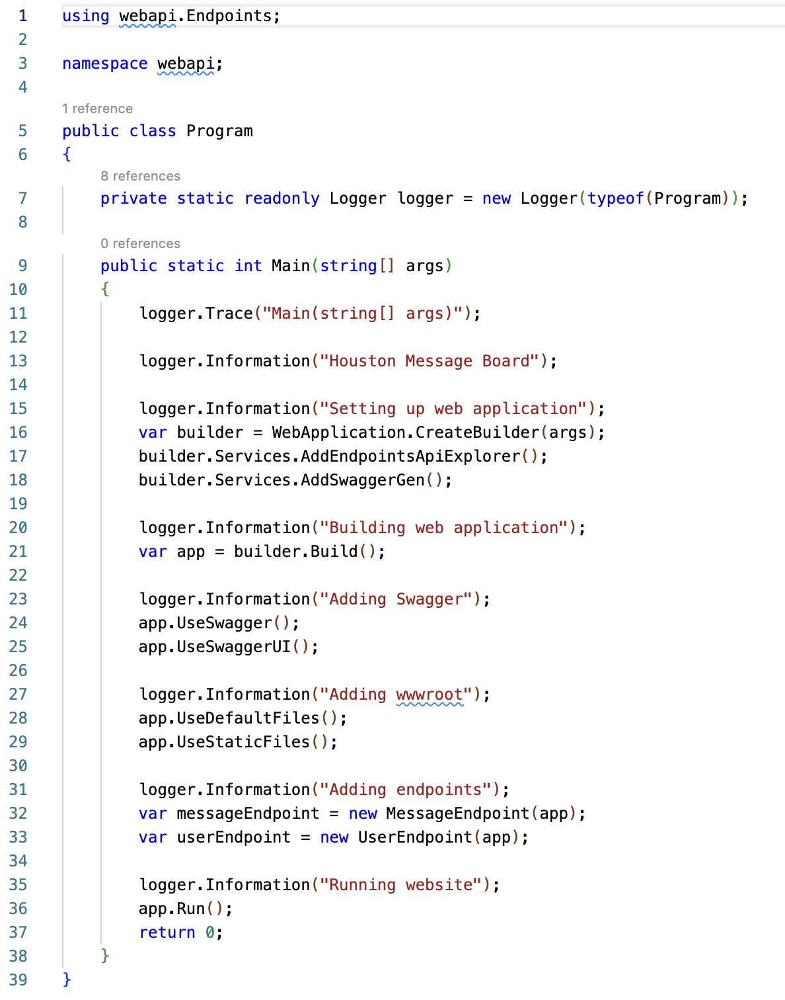 1 using webapi.Endpoints;
2
3 namespace webapi;
4
1 reference
5 public class Program
6 {
8 references
7 private static readonly Logger logger = new Logger(typeof(Program));
8
0 references
9 public static int Main(string[] args)
10 {
11 logger.Trace("Main(string[] args)");
12
13 logger.Information("Houston Message Board");
14
15 logger.Information("Setting up web application");
16 var builder = WebApplication.CreateBuilder(args);
17 builder.Services.AddEndpointsApiExplorer();
18 builder.Services.AddSwaggerGen();
19
20 logger.Information("Building web application");
21 var app = builder.Build();
22
23 logger.Information("Adding Swagger");
24 app.UseSwagger();
25 app.UseSwaggerUI();
26
27 logger.Information("Adding wwwroot");
28 app.UseDefaultFiles();
29 app.UseStaticFiles();
30
31 logger.Information("Adding endpoints");
32 var messageEndpoint = new MessageEndpoint(app);
33 var userEndpoint = new UserEndpoint(app);
34
35 logger.Information("Running website");
36 app.Run();
37 return 0;
38 }
39 }